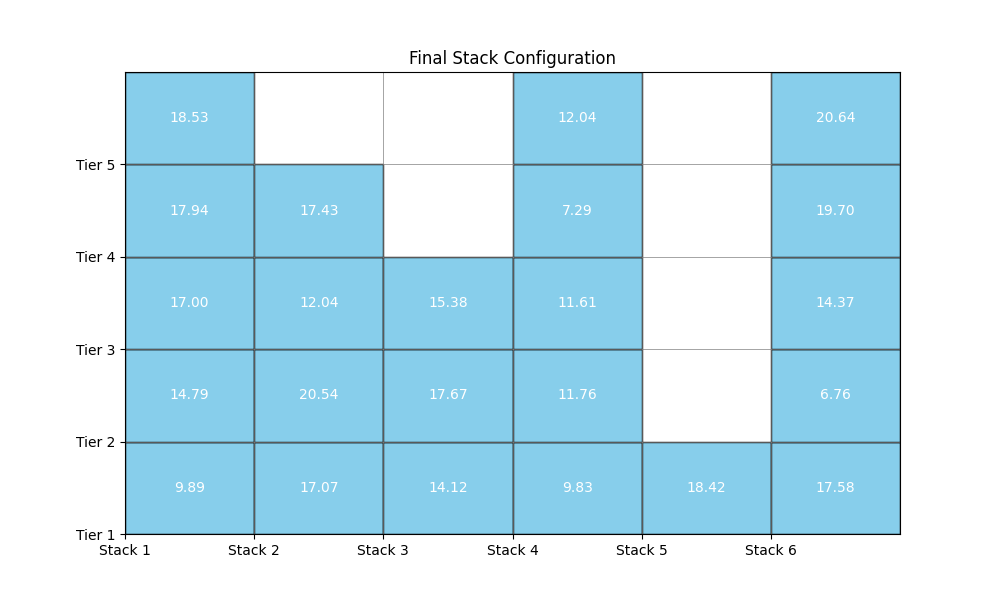 Final Stack Configuration
18.53 12.04 20.64
Tier 5
17.94 17.43 7.29 19.70
Tier 4
17.00 12.04 15.38 11.61 14.37
Tier 3
14.79 20.54 17.67 11.76 6.76
Tier 2
9.89 17.07 14.12 9.83 18.42 17.58
Tier 1
Stack 1 Stack 2 Stack 3 Stack 4 Stack 5 Stack 6